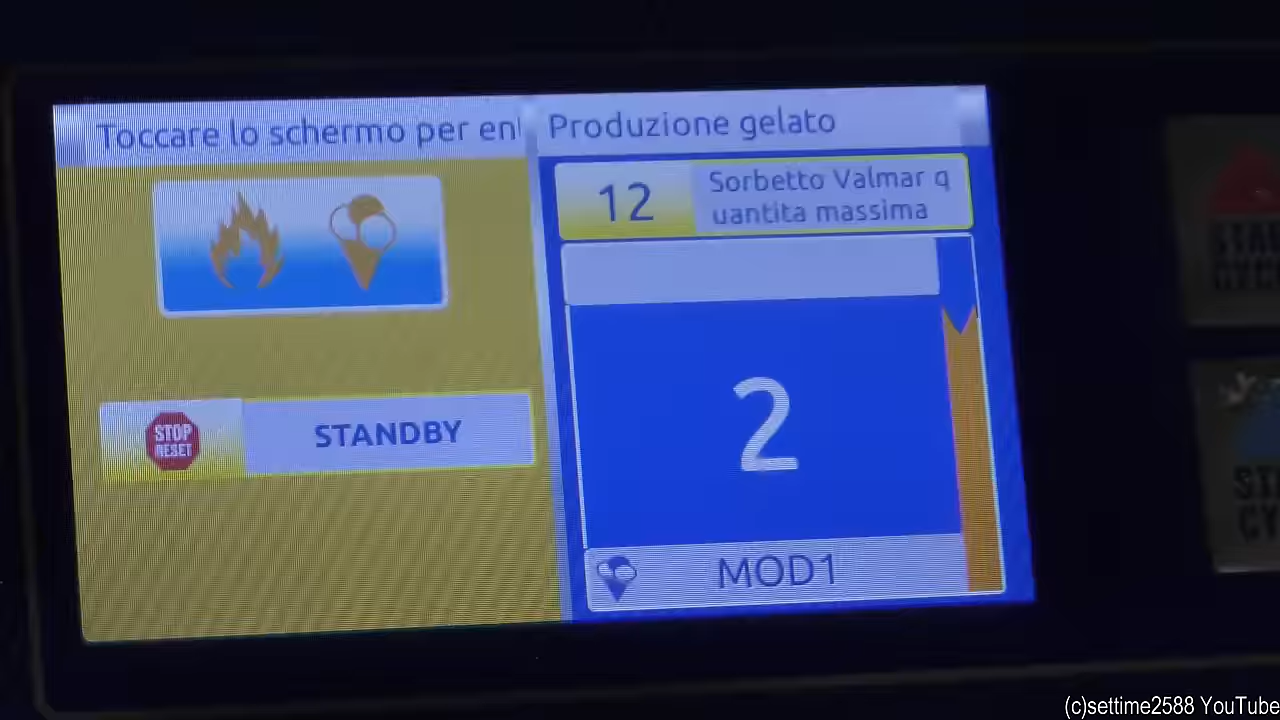 Toccare lo schermo per en
Produzione gelato
12
Sorbetto Valmar q
uantita massima
2
STOP
RESET
STANDBY
MOD1
(c)settime2588 YouTube